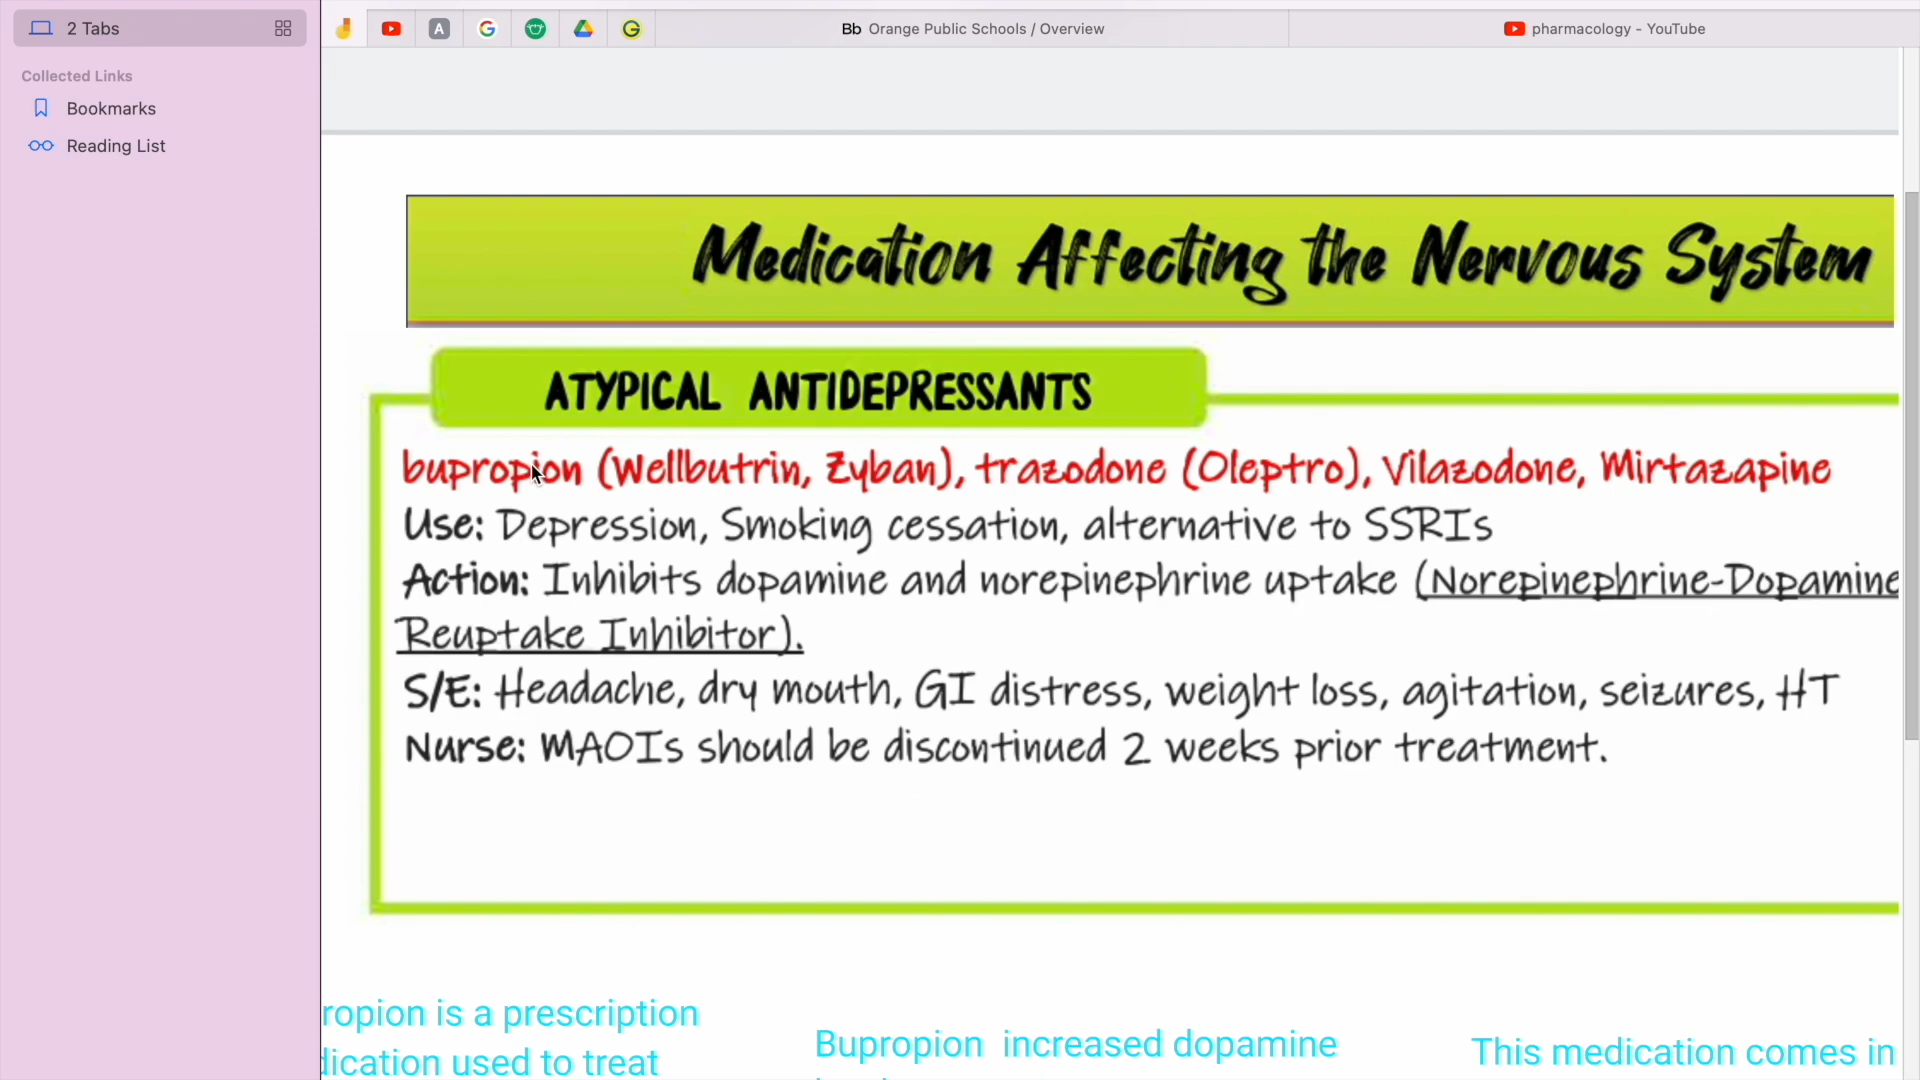 2 Tabs
Collected Links
Bookmarks
Reading List
A
G
G
Bb Orange Public Schools / Overview
pharmacology - YouTube
Medication Affecting the Nervous System
ATYPICAL ANTIDEPRESSANTS
bupropion (Wellbutrin, Zyban), trazodone (Oleptro), Vilazodone, Mirtazapine
Use: Depression, Smoking cessation, alternative to SSRIs
Action: Inhibits dopamine and norepinephrine uptake (Norepinephrine-Dopamine
Reuptake Inhibitor).
S/E: Headache, dry mouth, GI distress, weight loss, agitation, seizures, HT
Nurse: MAOIs should be discontinued 2 weeks prior treatment.
ropion is a prescription
dication used to treat
Bupropion increased dopamine
This medication comes in